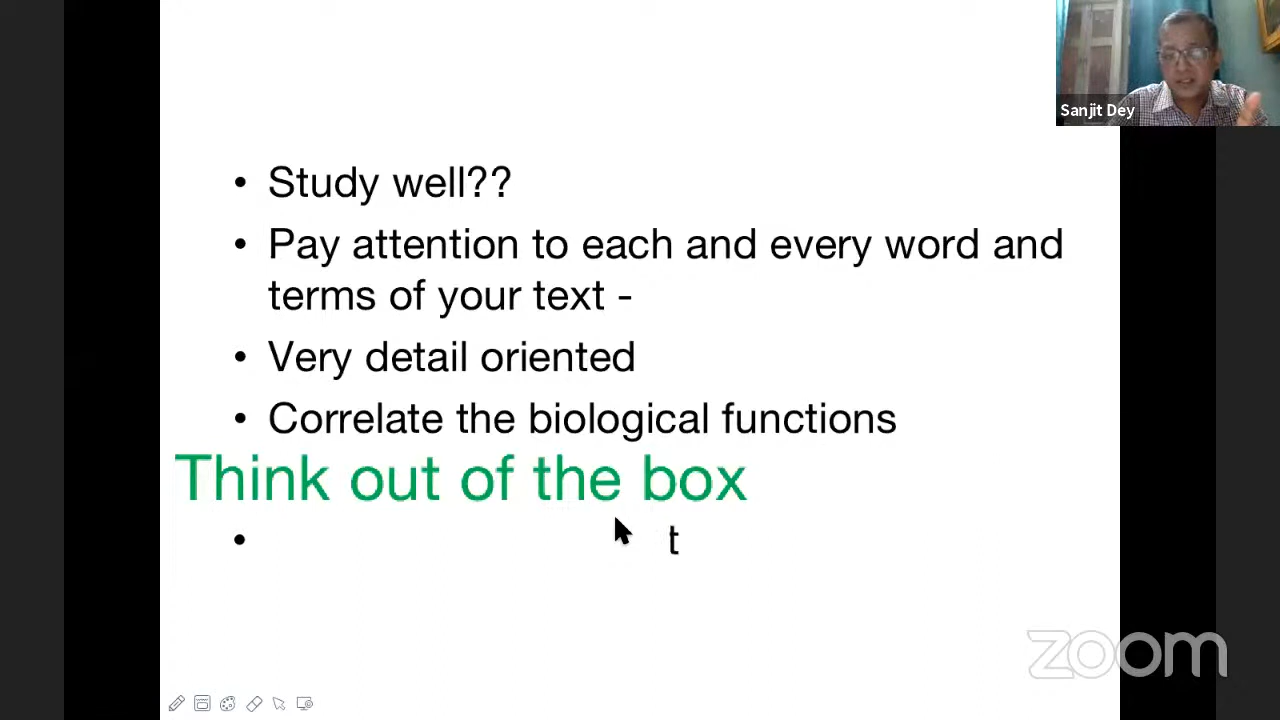 Sanjit Dey
• Study well??
• Pay attention to each and every word and
terms of your text -
• Very detail oriented
• Correlate the biological functions
Think out of the box
• t
zoom